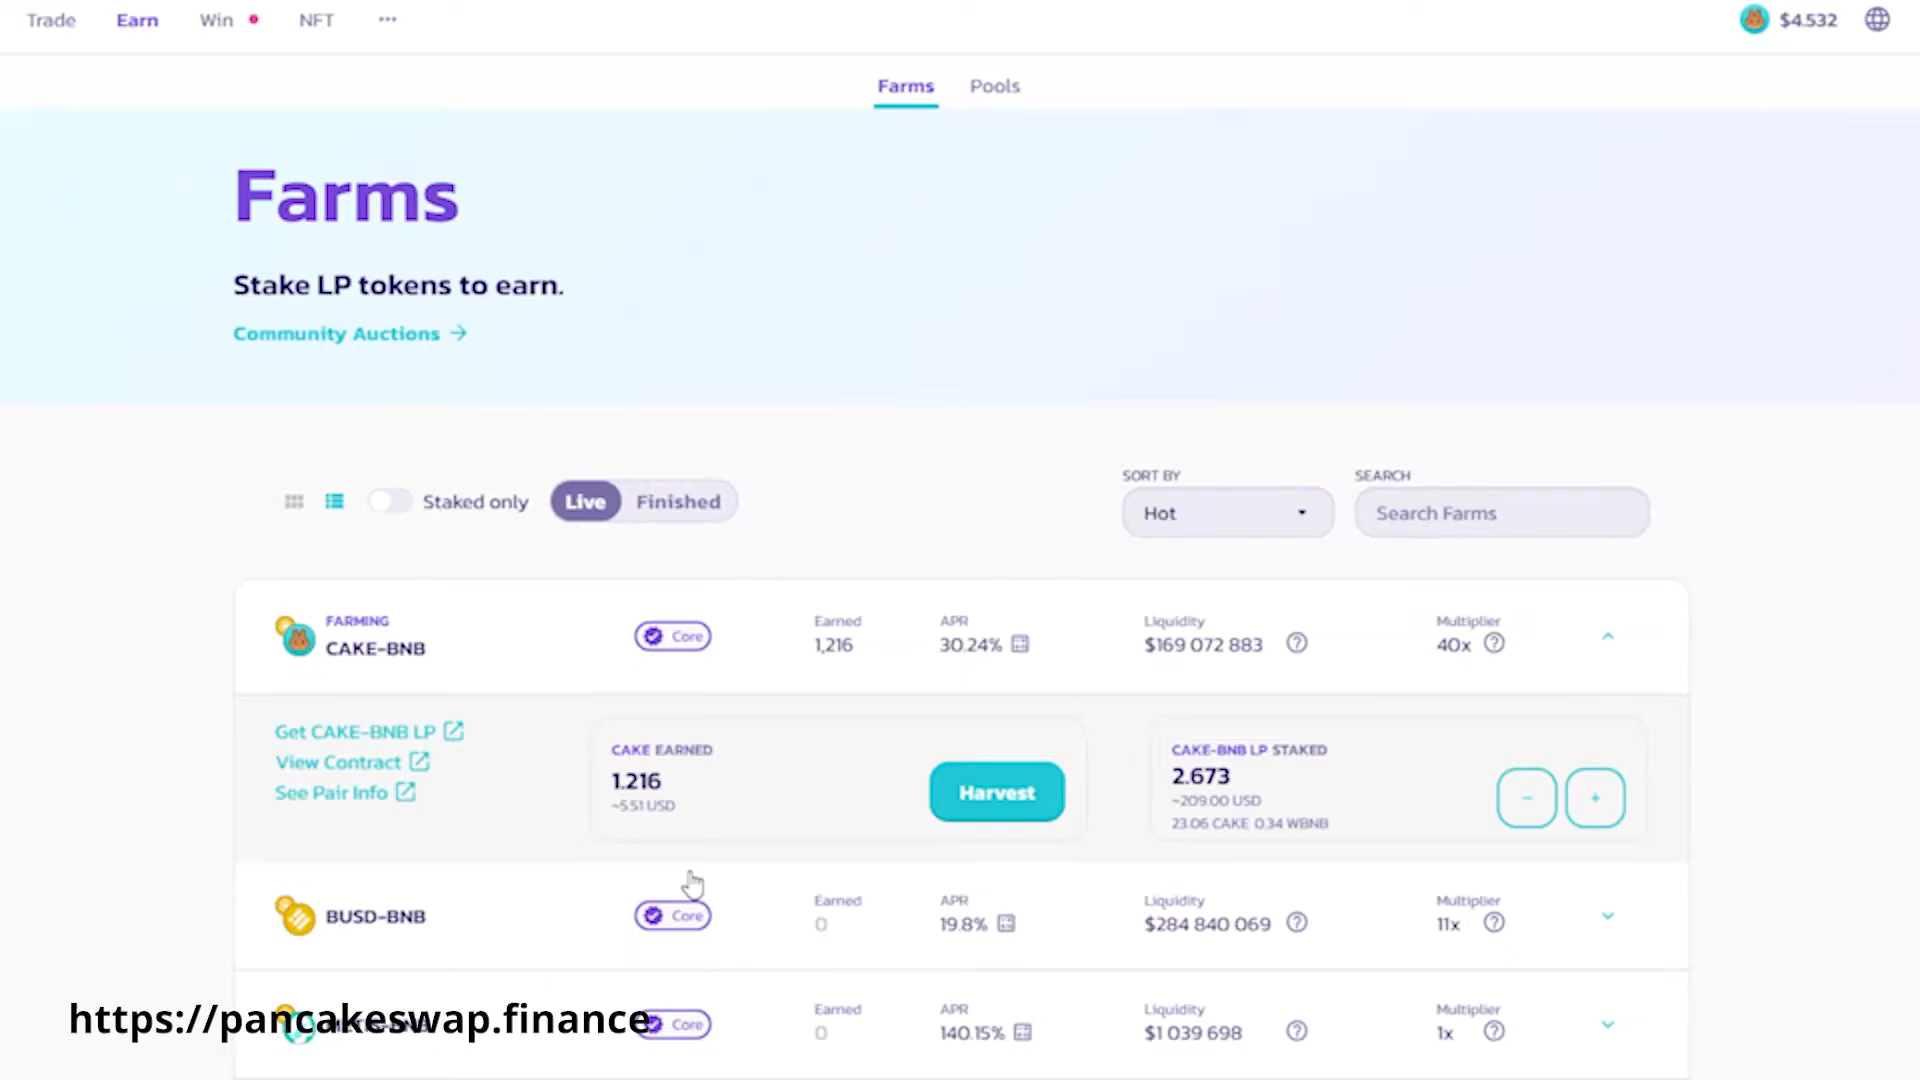 Trade Earn Win NFT ··· $4.532
Farms Pools
Farms
Stake LP tokens to earn.
Community Auctions →
SORT BY SEARCH
Staked only Live Finished Hot Search Farms
FARMING Earned APR Liquidity Multiplier
CAKE-BNB Core 1,216 30.24% $169 072 883 40x
Get CAKE-BNB LP
View Contract
See Pair Info
CAKE EARNED
1.216
~5.51 USD
Harvest
CAKE-BNB LP STAKED
2.673
~209.00 USD
23.06 CAKE 0.34 WBNB
- +
Earned APR Liquidity Multiplier
BUSD-BNB Core 0 19.8% $284 840 069 11x
Earned APR Liquidity Multiplier
Core 0 140.15% $1 039 698 1x
https://pancakeswap.finance